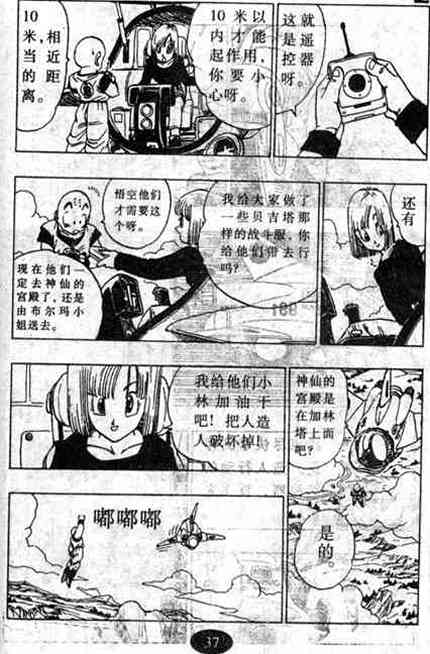 这就
是遥
控器
呀。
10米以
内才能
起作用,
你要小
心呀。
10
米,相
当近
的距
离。
还有
我给大家做了
一些贝吉塔那
样的战斗服,你
给他们带去行
吗?
悟空他们
才需要这
个呀。
现在他们一
定去神仙的
宫殿了,还是
由布尔玛小
姐送去。
神仙的
宫殿是
在加林
塔上面
吧?
是的。
我给他们小
林加油干
吧!把人造
人破坏掉!
嘟嘟嘟
37